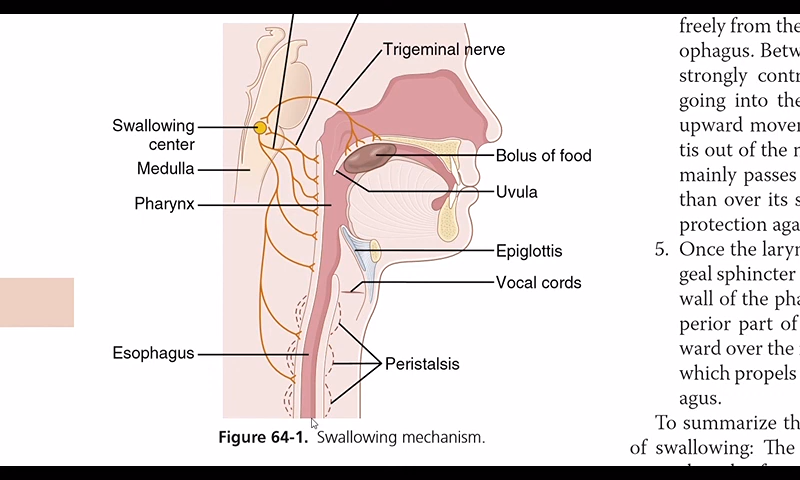 Trigeminal nerve
Swallowing
center
Medulla
Pharynx
Esophagus
Bolus of food
Uvula
Epiglottis
Vocal cords
Peristalsis
Figure 64-1. Swallowing mechanism.
freely from the
ophagus. Betw
strongly contr
going into the
upward movem
tis out of the
mainly passes
than over its s
protection aga
5. Once the laryn
geal sphincter
wall of the pha
perior part of
ward over the
which propels
agus.
To summarize th
of swallowing: The